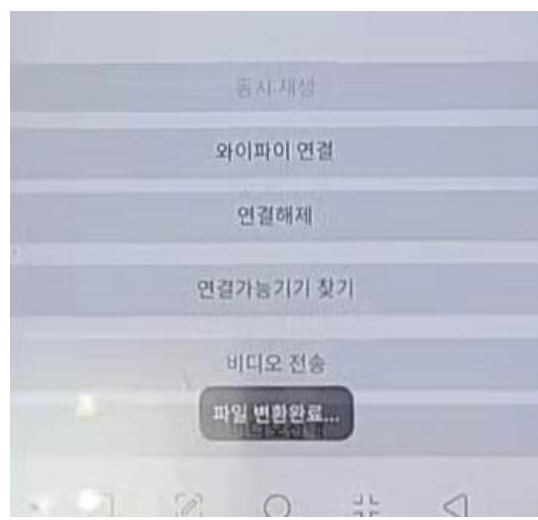 동시 재생
와이파이 연결
연결해제
연결가능기기 찾기
비디오 전송
파일 변환완료...